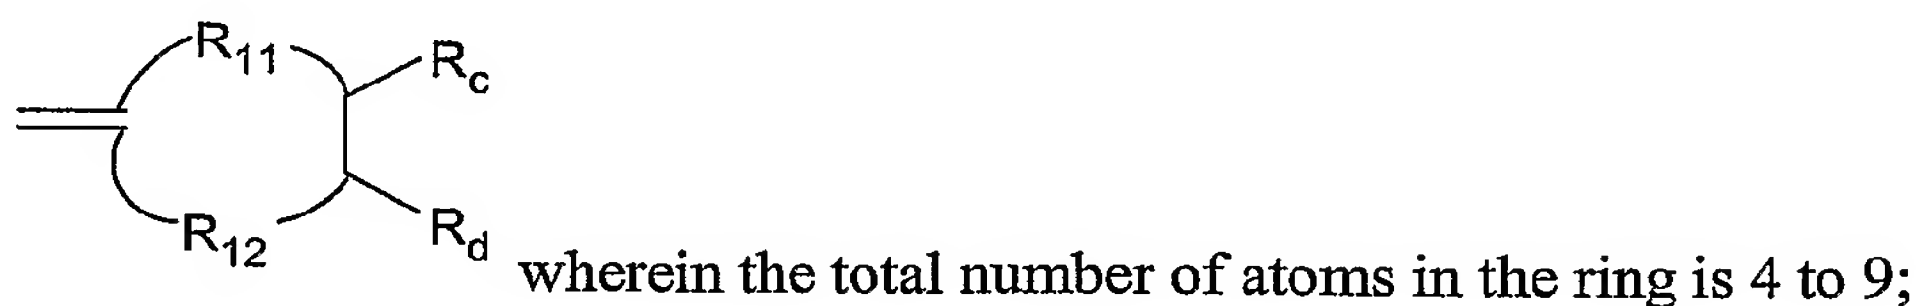 R11
Rc
R12
Rd
wherein the total number of atoms in the ring is 4 to 9;